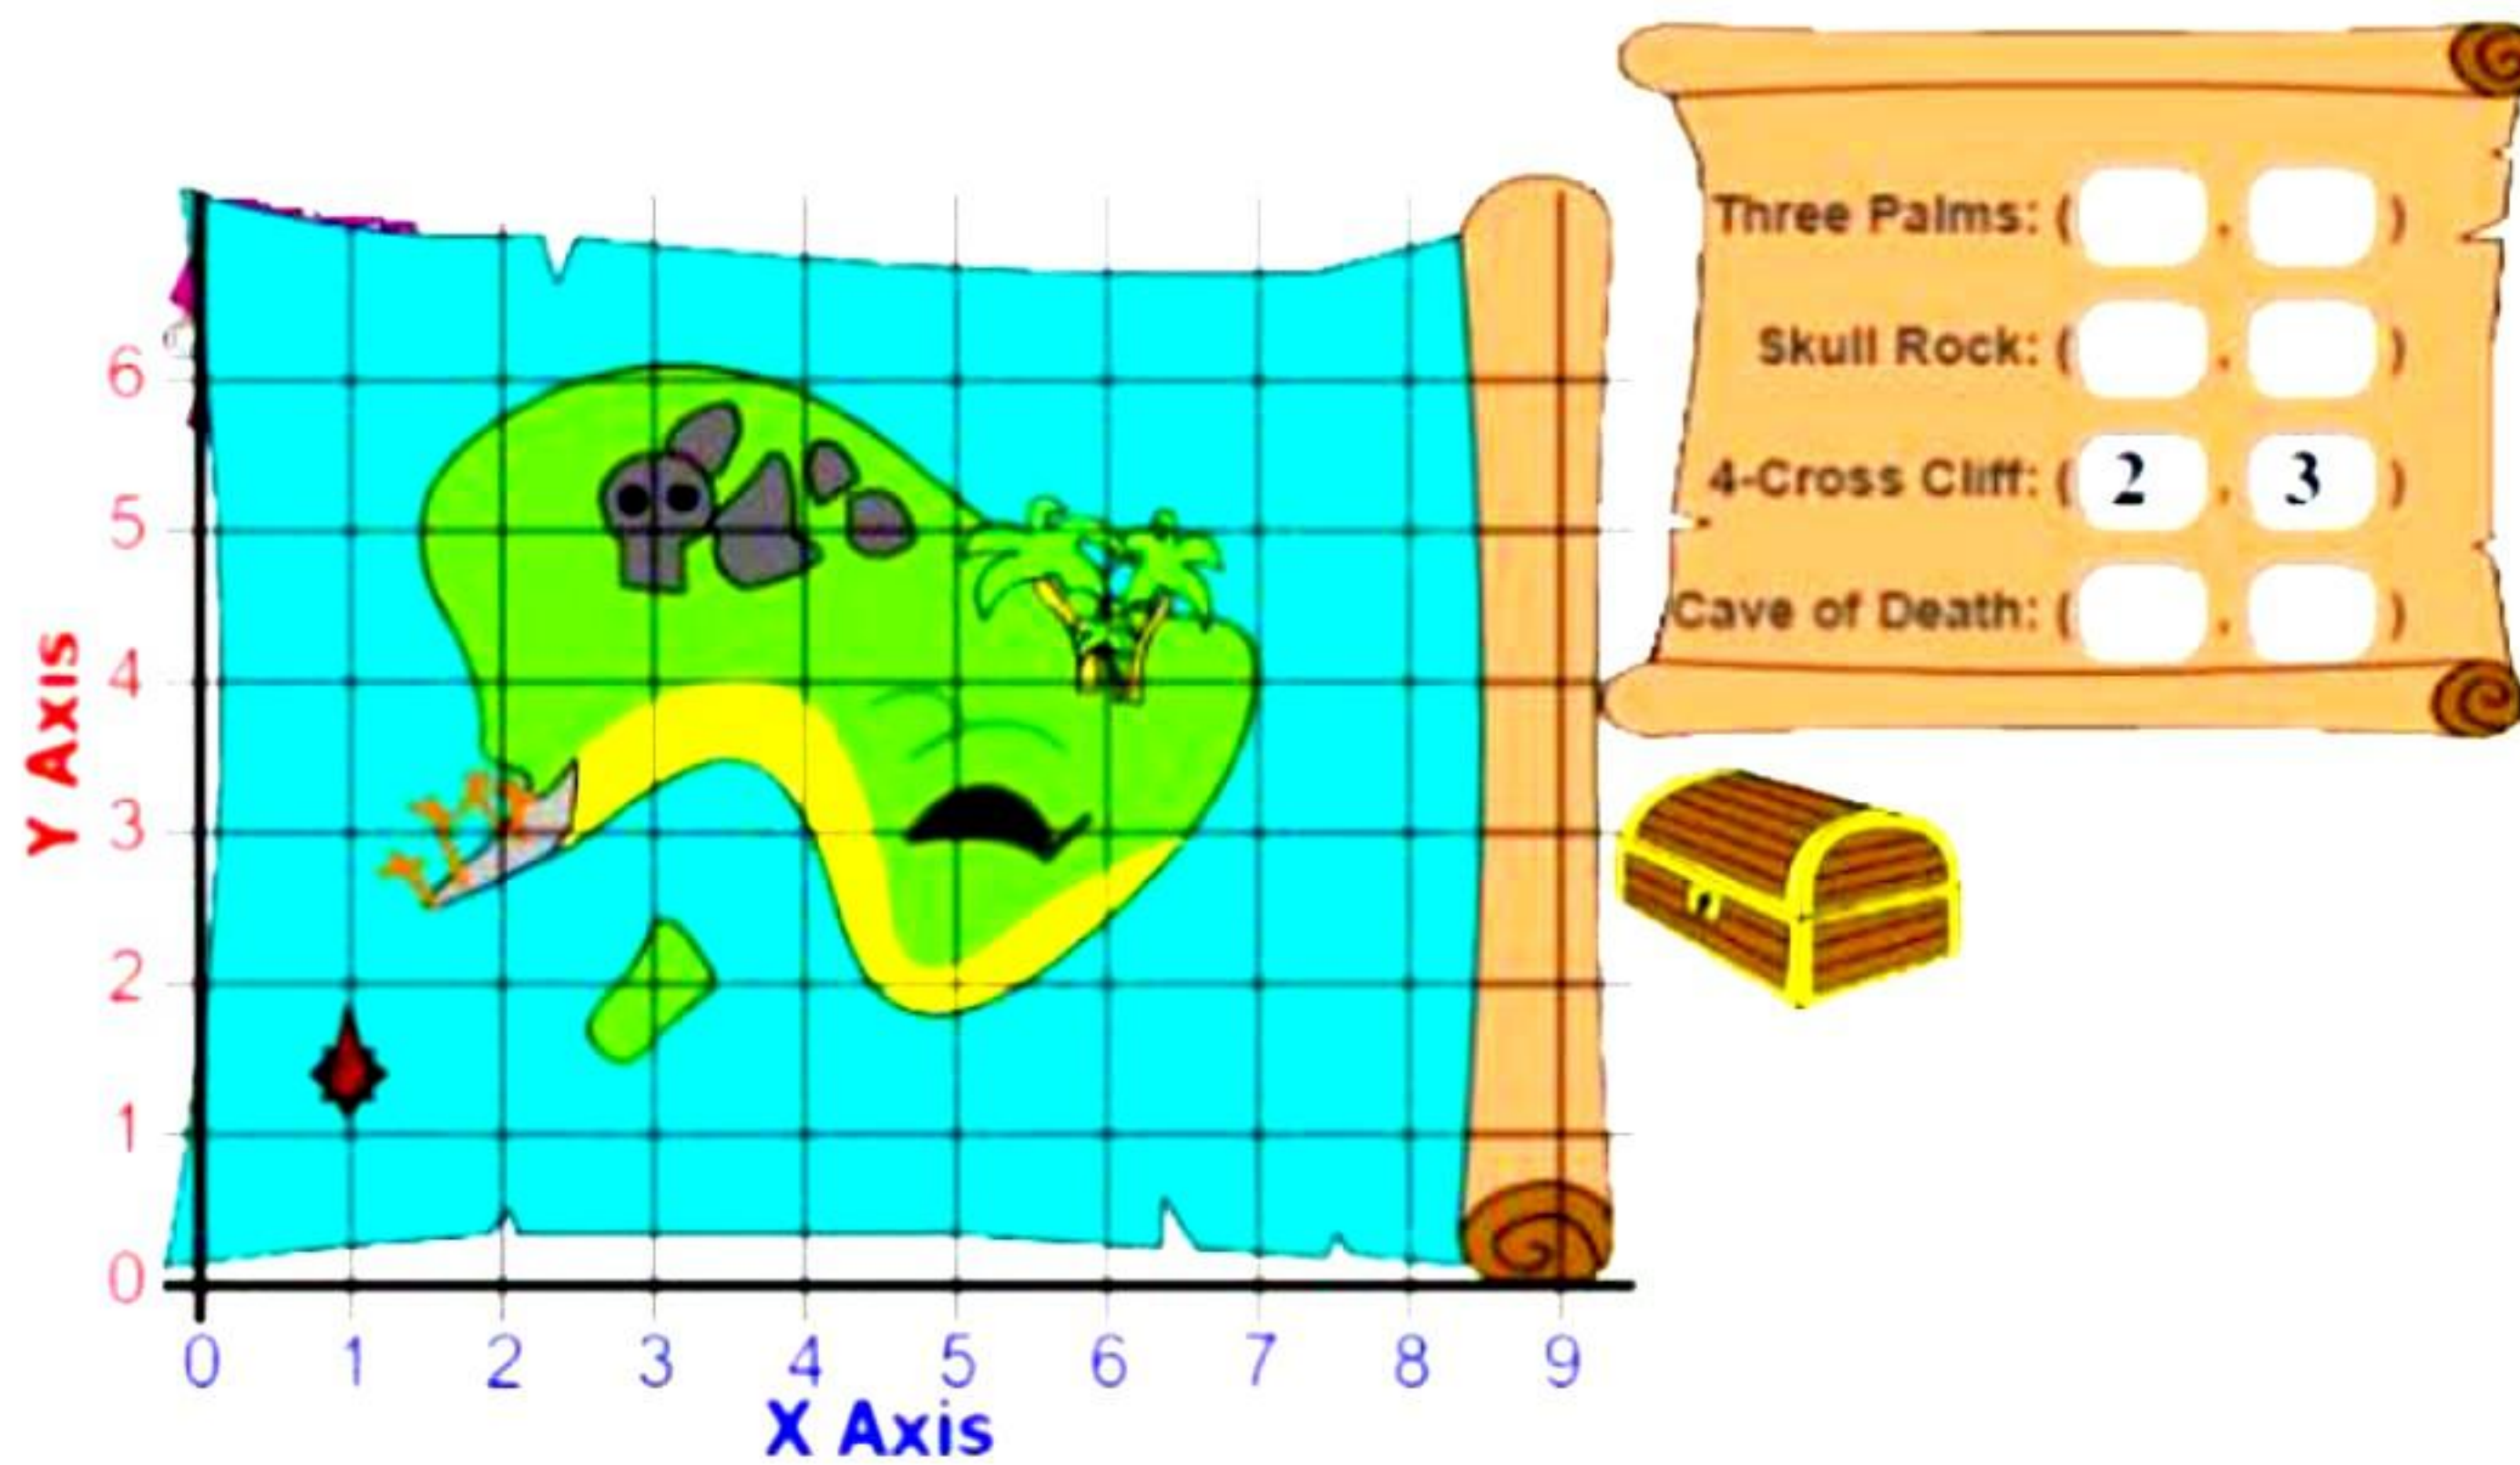 Three Palms: ( , )
Skull Rock: ( , )
4-Cross Cliff: ( 2 , 3 )
Cave of Death: ( , )
6
5
4
3
2
1
0
Y Axis
0 1 2 3 4 5 6 7 8 9
X Axis